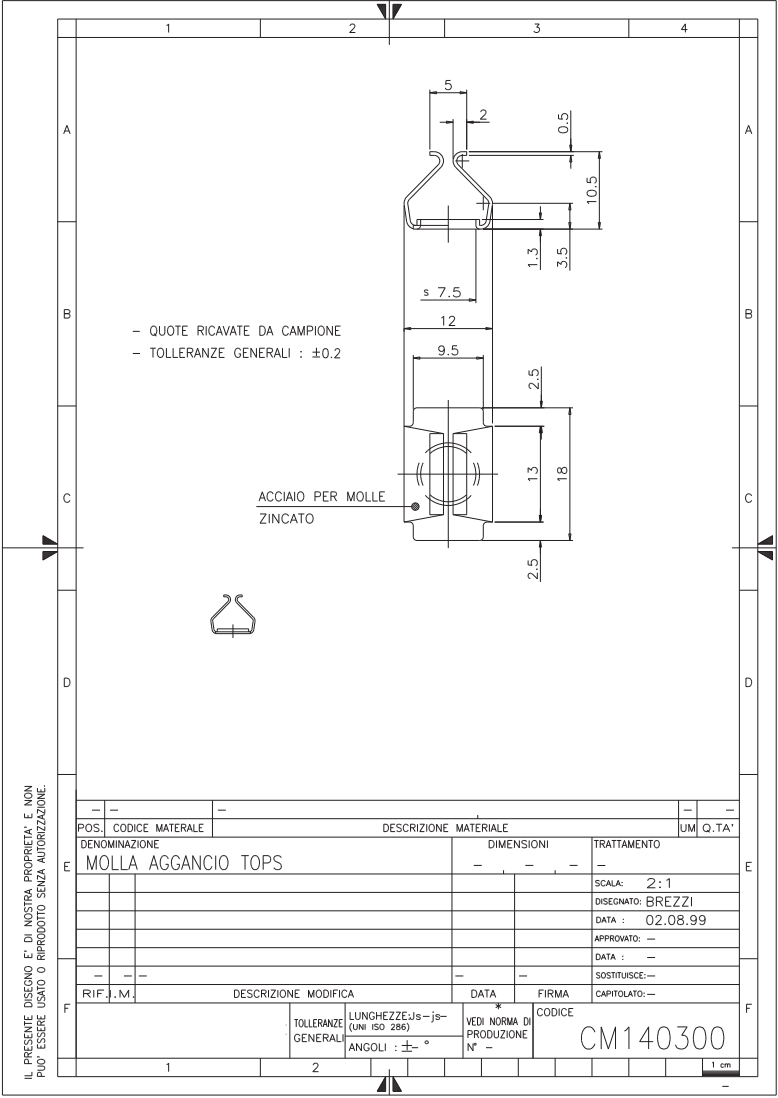 1 2 3 4
A A
5
2
0.5
10.5
1.3
3.5
s 7.5
B B
12
- QUOTE RICAVATE DA CAMPIONE
- TOLLERANZE GENERALI : ±0.2
9.5
2.5
13
18
C C
ACCIAIO PER MOLLE
ZINCATO
2.5
D D
IL PRESENTE DISEGNO E' DI NOSTRA PROPRIETA' E NON
PUO' ESSERE USATO O RIPRODOTTO SENZA AUTORIZZAZIONE.
- - - - -
POS. CODICE MATERALE DESCRIZIONE MATERIALE UM Q.TA'
DENOMINAZIONE DIMENSIONI TRATTAMENTO
E MOLLA AGGANCIO TOPS - , - , - - E
SCALA: 2:1
DISEGNATO: BREZZI
DATA : 02.08.99
APPROVATO: -
DATA : -
- - - - - SOSTITUISCE:-
RIF. I.M. DESCRIZIONE MODIFICA DATA FIRMA CAPITOLATO:-
F F
TOLLERANZE
GENERALI
LUNGHEZZE:Js-js-
(UNI ISO 286)
ANGOLI : ±- °
*
VEDI NORMA DI
PRODUZIONE
N° -
CODICE
CM140300
1 2
1 cm
-